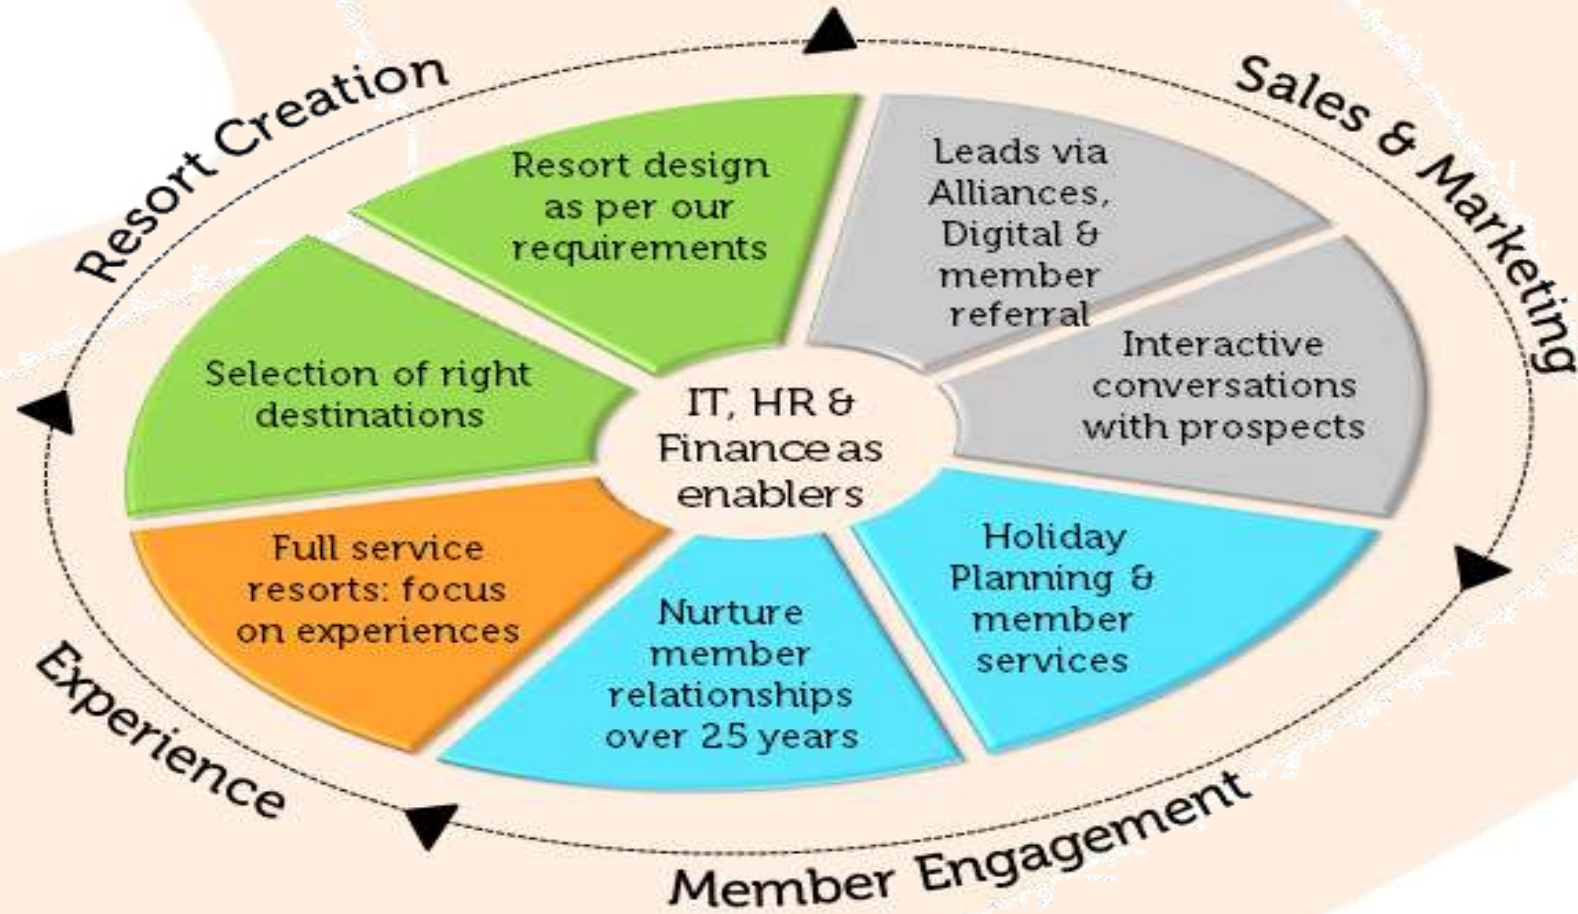 Resort Creation
Sales & Marketing
Resort design
as per our
requirements
Leads via
Alliances,
Digital &
member
referral
Selection of right
destinations
Interactive
conversations
with prospects
IT, HR &
Finance as
enablers
Full service
resorts: focus
on experiences
Nurture
member
relationships
over 25 years
Holiday
Planning &
member
services
Experience
Member Engagement